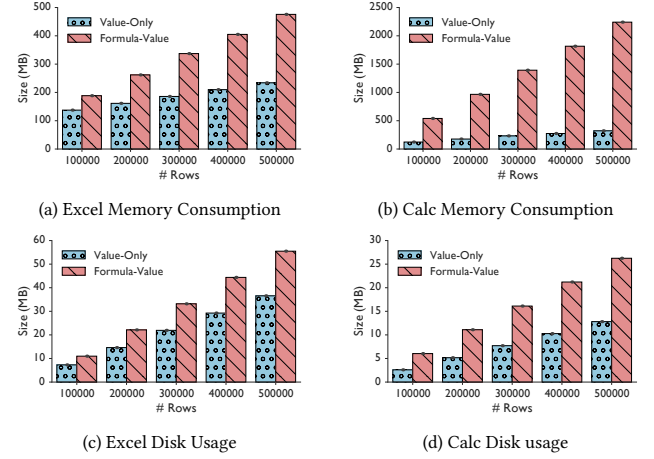 500
400
300
200
100
0
Size (MB)
Value-Only
Formula-Value
100000 200000 300000 400000 500000
# Rows
(a) Excel Memory Consumption
2500
2000
1500
1000
500
0
Size (MB)
Value-Only
Formula-Value
100000 200000 300000 400000 500000
# Rows
(b) Calc Memory Consumption
60
50
40
30
20
10
0
Size (MB)
Value-Only
Formula-Value
100000 200000 300000 400000 500000
# Rows
(c) Excel Disk Usage
30
25
20
15
10
5
0
Size (MB)
Value-Only
Formula-Value
100000 200000 300000 400000 500000
# Rows
(d) Calc Disk usage